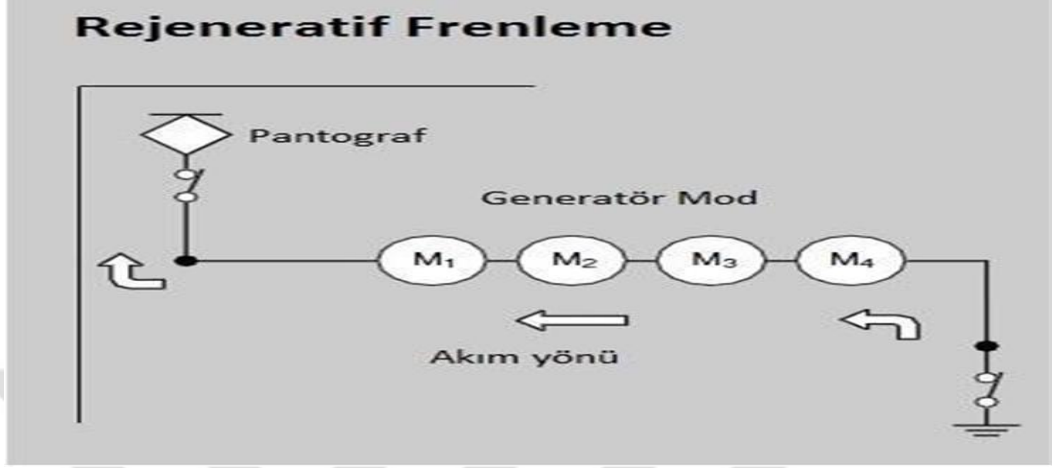 Rejeneratif Frenleme
Pantograf
Generatör Mod
M₁ M₂ M₃ M₄
Akım yönü